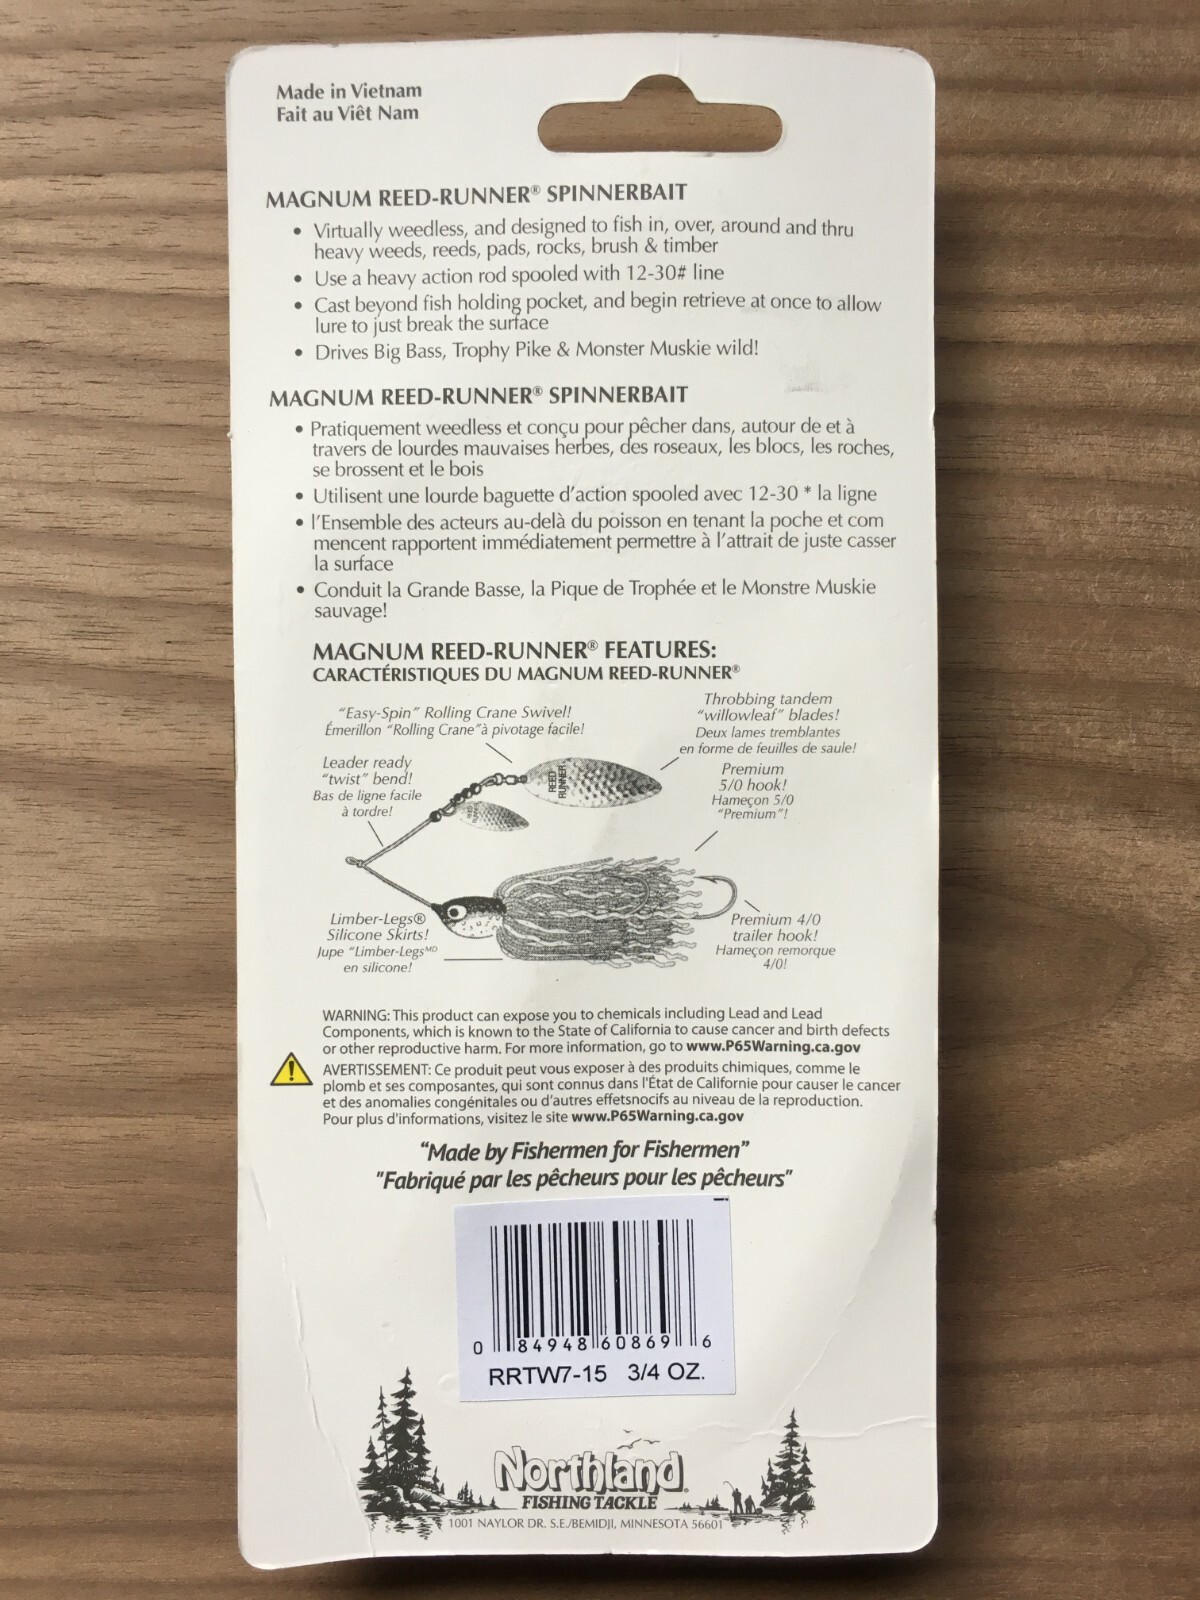 Made in Vietnam
Fait au Viêt Nam
MAGNUM REED-RUNNER® SPINNERBAIT
• Virtually weedless, and designed to fish in, over, around and thru
heavy weeds, reeds, pads, rocks, brush & timber
• Use a heavy action rod spooled with 12-30# line
• Cast beyond fish holding pocket, and begin retrieve at once to allow
lure to just break the surface
• Drives Big Bass, Trophy Pike & Monster Muskie wild!
MAGNUM REED-RUNNER® SPINNERBAIT
• Pratiquement weedless et conçu pour pêcher dans, autour de et à
travers de lourdes mauvaises herbes, des roseaux, les blocs, les roches,
se brossent et le bois
• Utilisent une lourde baguette d'action spooled avec 12-30 * la ligne
• l'Ensemble des acteurs au-delà du poisson en tenant la poche et com
mencent rapportent immédiatement permettre à l'attrait de juste casser
la surface
• Conduit la Grande Basse, la Pique de Trophée et le Monstre Muskie
sauvage!
MAGNUM REED-RUNNER® FEATURES:
CARACTÉRISTIQUES DU MAGNUM REED-RUNNER®
"Easy-Spin" Rolling Crane Swivel!
Émerillon "Rolling Crane"à pivotage facile!
Throbbing tandem
"willowleaf" blades!
Deux lames tremblantes
en forme de feuilles de saule!
Leader ready
"twist" bend!
Bas de ligne facile
à tordre!
Premium
5/0 hook!
Hameçon 5/0
"Premium"!
REED
RUNNER
Limber-Legs®
Silicone Skirts!
Jupe "Limber-Legsᴹᴰ
en silicone!
Premium 4/0
trailer hook!
Hameçon remorque
4/0!
WARNING: This product can expose you to chemicals including Lead and Lead
Components, which is known to the State of California to cause cancer and birth defects
or other reproductive harm. For more information, go to www.P65Warning.ca.gov
AVERTISSEMENT: Ce produit peut vous exposer à des produits chimiques, comme le
plomb et ses composantes, qui sont connus dans l'État de Californie pour causer le cancer
et des anomalies congénitales ou d'autres effetsnocifs au niveau de la reproduction.
Pour plus d'informations, visitez le site www.P65Warning.ca.gov
"Made by Fishermen for Fishermen"
"Fabriqué par les pêcheurs pour les pêcheurs"
0 84948 60869 6
RRTW7-15 3/4 OZ.
Northland®
FISHING TACKLE
1001 NAYLOR DR. S.E./BEMIDJI, MINNESOTA 56601